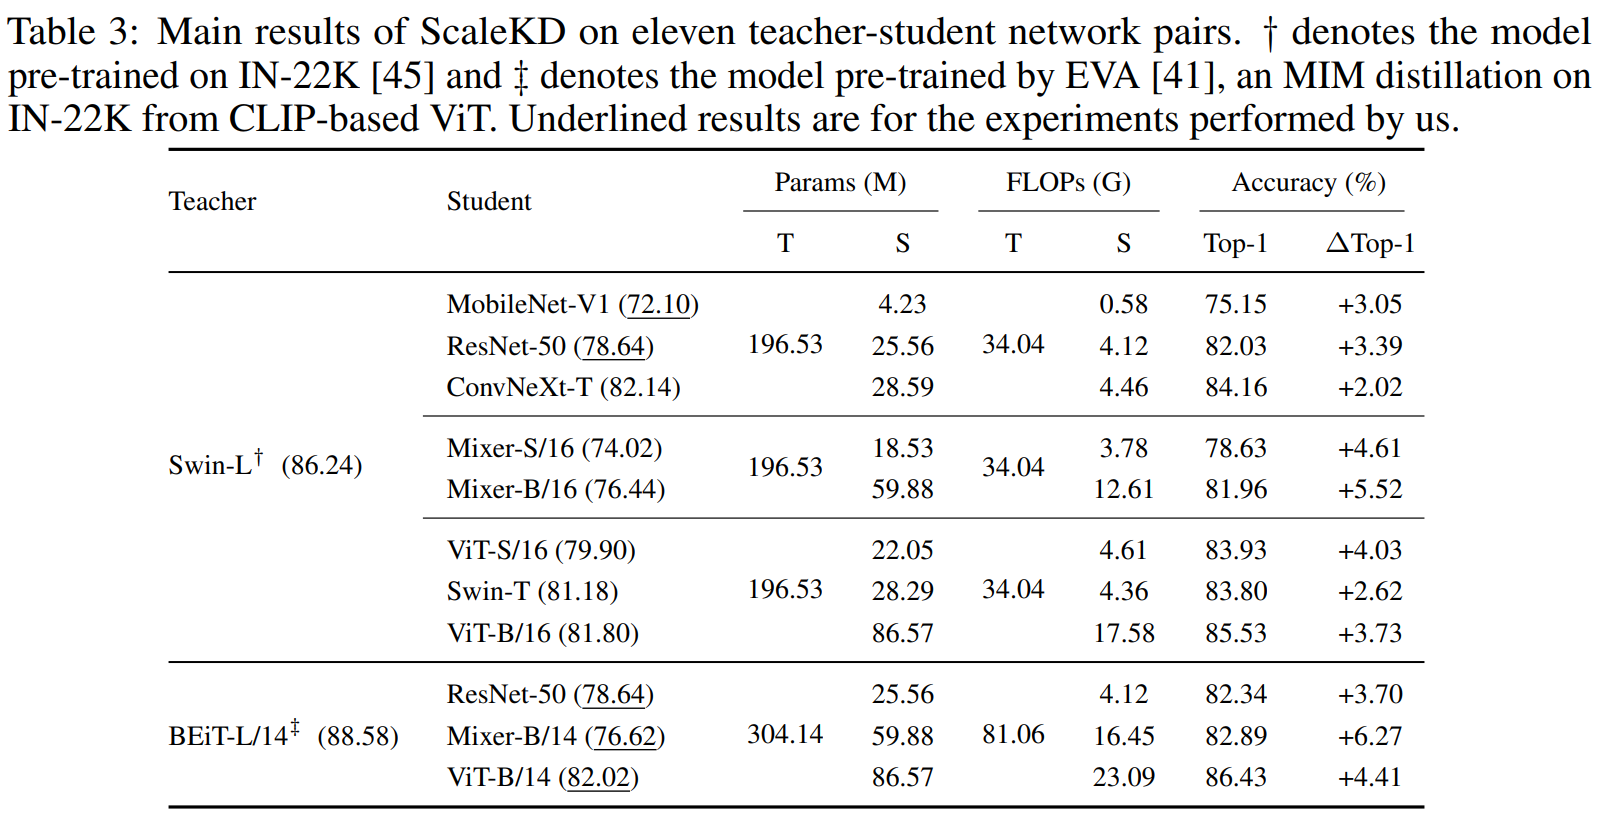 Table 3: Main results of ScaleKD on eleven teacher-student network pairs. † denotes the model
pre-trained on IN-22K [45] and ‡ denotes the model pre-trained by EVA [41], an MIM distillation on
IN-22K from CLIP-based ViT. Underlined results are for the experiments performed by us.
Teacher Student Params (M) FLOPs (G) Accuracy (%)
T S T S Top-1 △Top-1
MobileNet-V1 (72.10) 4.23 0.58 75.15 +3.05
ResNet-50 (78.64) 196.53 25.56 34.04 4.12 82.03 +3.39
ConvNeXt-T (82.14) 28.59 4.46 84.16 +2.02
Swin-L† (86.24)
Mixer-S/16 (74.02) 18.53 3.78 78.63 +4.61
196.53 34.04
Mixer-B/16 (76.44) 59.88 12.61 81.96 +5.52
ViT-S/16 (79.90) 22.05 4.61 83.93 +4.03
Swin-T (81.18) 196.53 28.29 34.04 4.36 83.80 +2.62
ViT-B/16 (81.80) 86.57 17.58 85.53 +3.73
ResNet-50 (78.64) 25.56 4.12 82.34 +3.70
BEiT-L/14‡ (88.58) Mixer-B/14 (76.62) 304.14 59.88 81.06 16.45 82.89 +6.27
ViT-B/14 (82.02) 86.57 23.09 86.43 +4.41